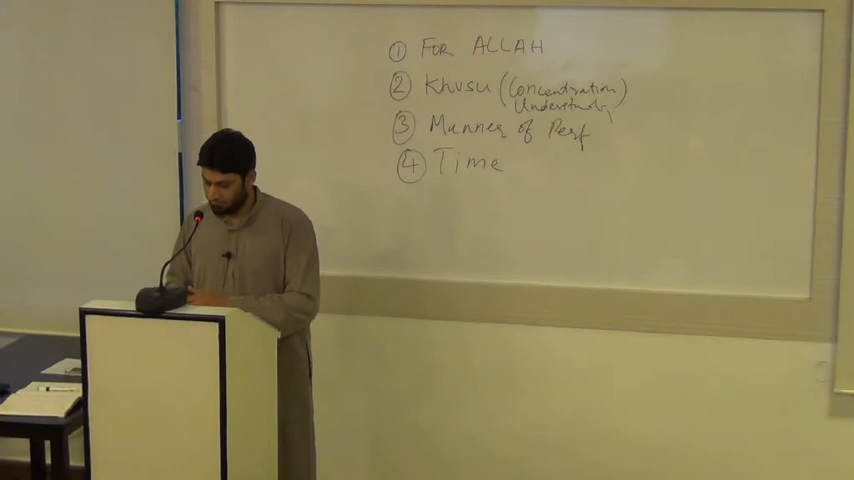 ① FOR ALLAH
② Khusu (Concentration
Understanding)
③ Manner of Perf
④ Time